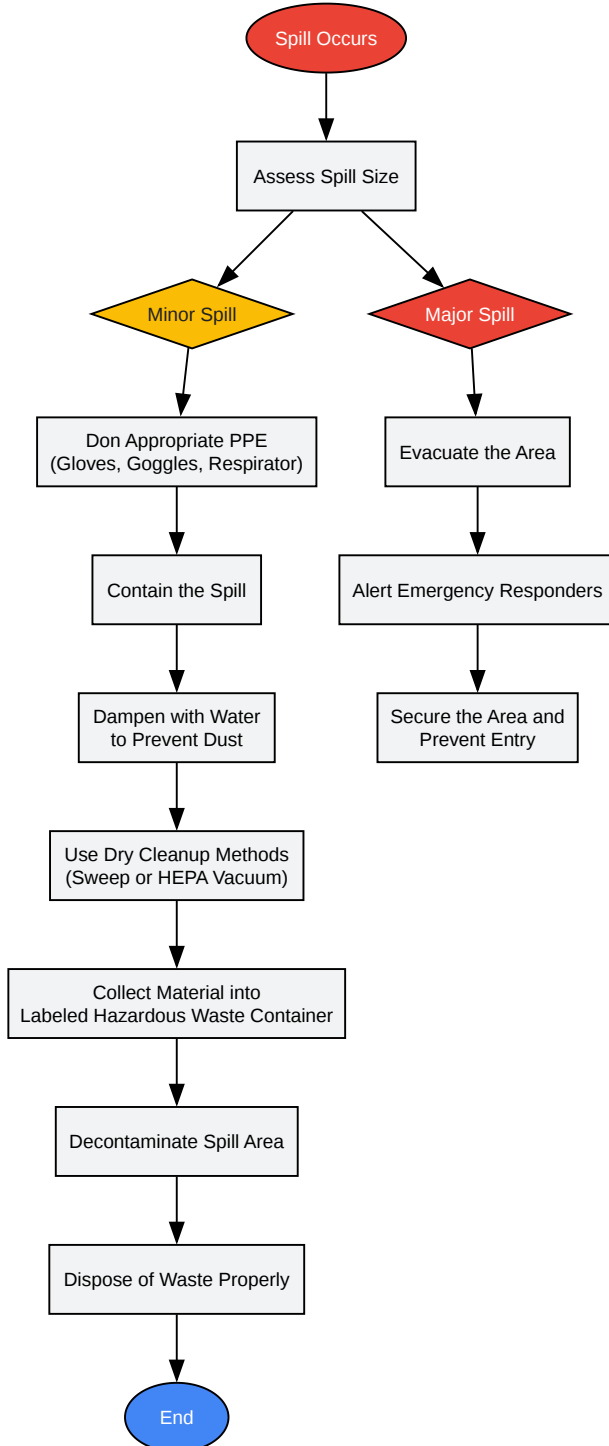 Spill Occurs
Assess Spill Size
Minor Spill
Major Spill
Don Appropriate PPE
(Gloves, Goggles, Respirator)
Evacuate the Area
Contain the Spill
Alert Emergency Responders
Dampen with Water
to Prevent Dust
Secure the Area and
Prevent Entry
Use Dry Cleanup Methods
(Sweep or HEPA Vacuum)
Collect Material into
Labeled Hazardous Waste Container
Decontaminate Spill Area
Dispose of Waste Properly
End